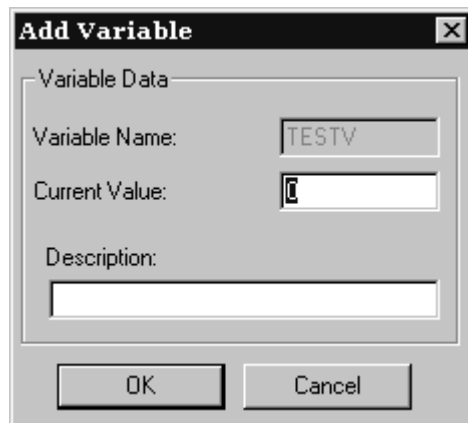 Add Variable
Variable Data
Variable Name: TESTV
Current Value: 0
Description:
OK Cancel